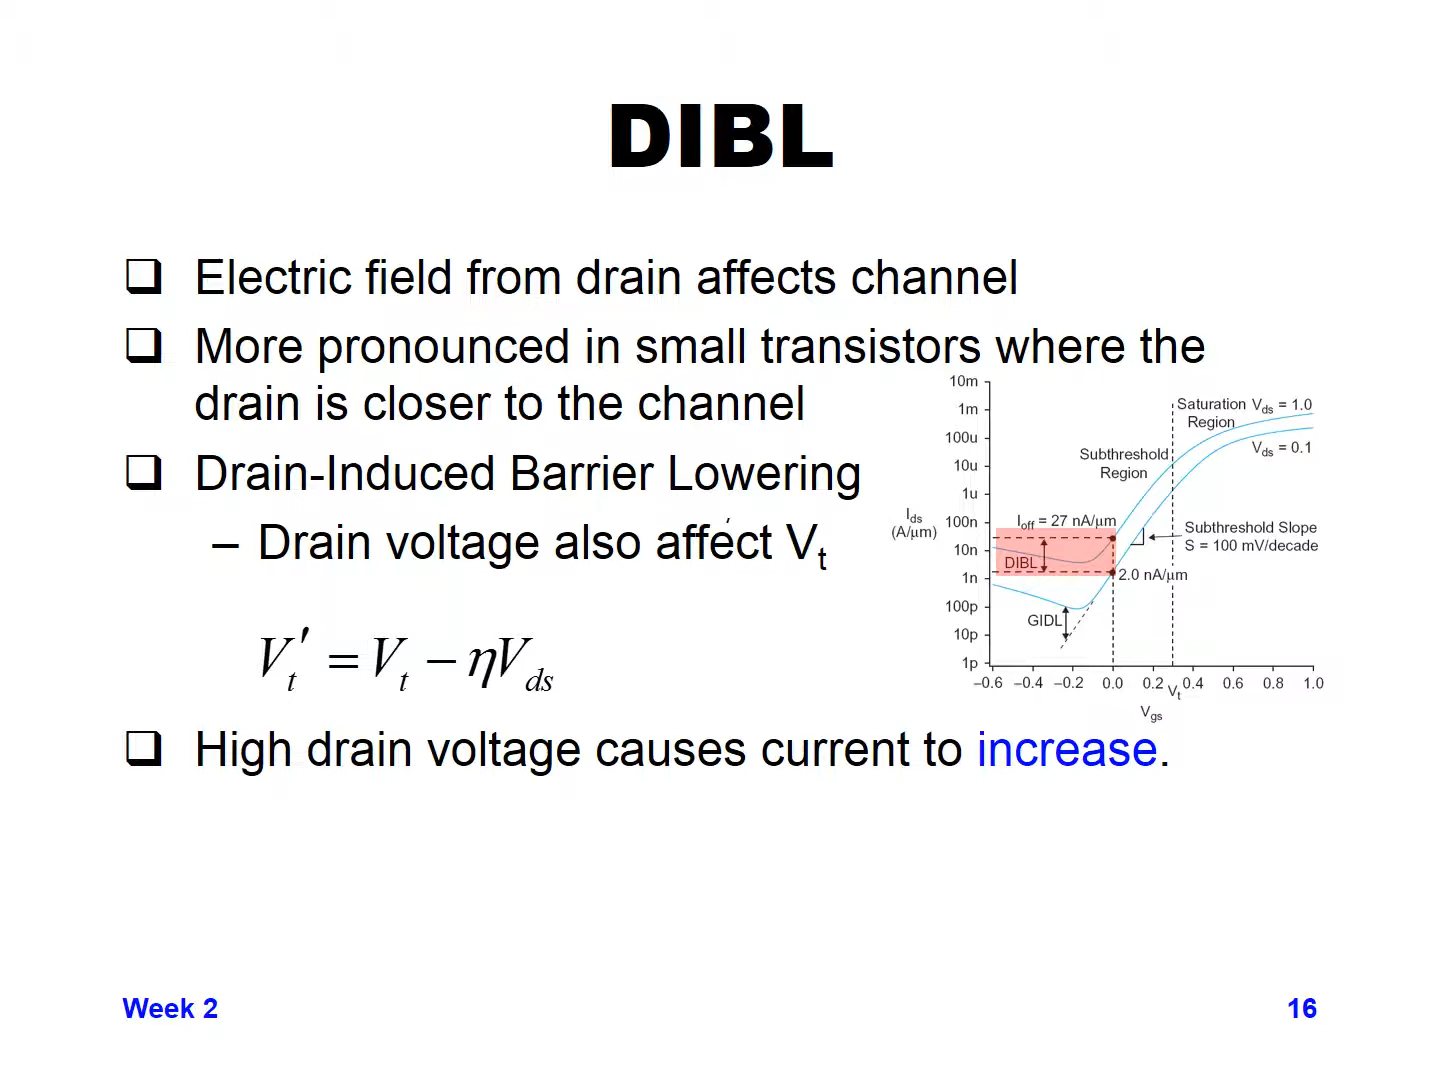 DIBL
❑ Electric field from drain affects channel
❑ More pronounced in small transistors where the
drain is closer to the channel
❑ Drain-Induced Barrier Lowering
– Drain voltage also affect Vt
Vt′ = Vt − ηVds
❑ High drain voltage causes current to increase.
10m
1m
100u
10u
1u
100n
10n
1n
100p
10p
1p
Ids
(A/μm)
Saturation
Region
Vds = 1.0
Vds = 0.1
Subthreshold
Region
Ioff = 27 nA/μm
Subthreshold Slope
S = 100 mV/decade
DIBL
2.0 nA/μm
GIDL
–0.6 –0.4 –0.2 0.0 0.2 Vt 0.4 0.6 0.8 1.0
Vgs
Week 2
16